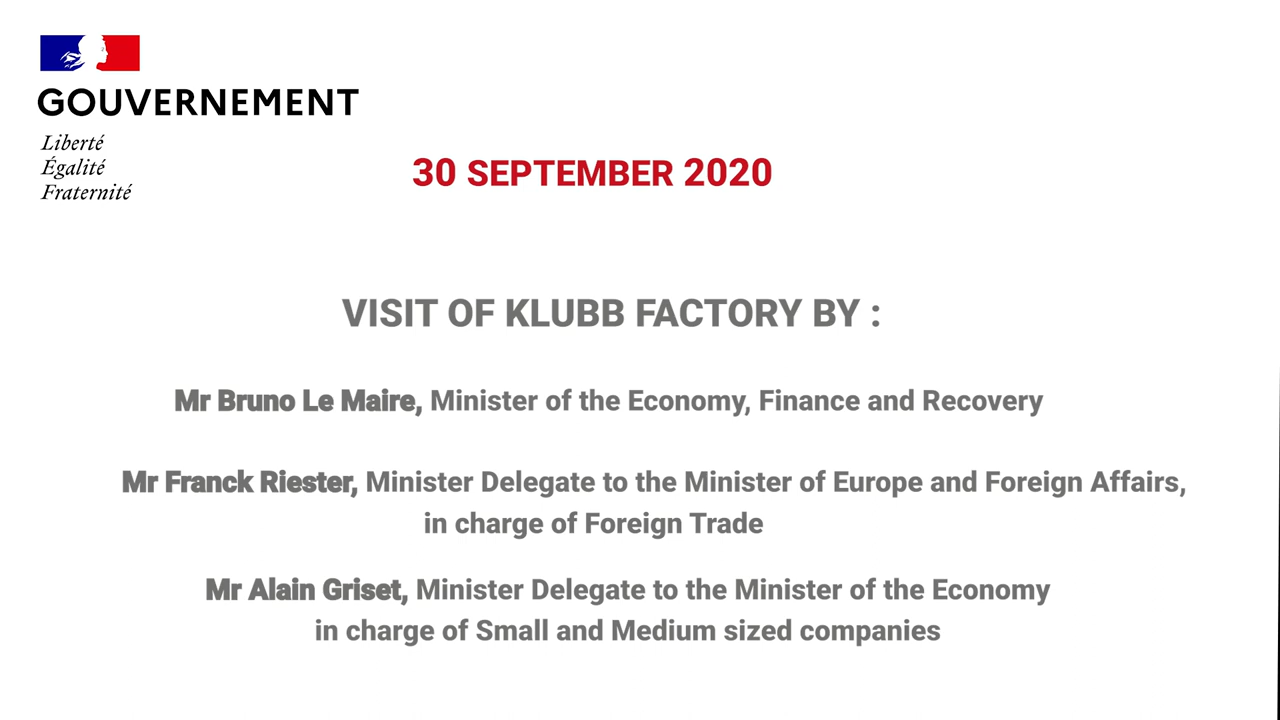 GOUVERNEMENT
Liberté
Égalité
Fraternité
30 SEPTEMBER 2020
VISIT OF KLUBB FACTORY BY :
Mr Bruno Le Maire, Minister of the Economy, Finance and Recovery
Mr Franck Riester, Minister Delegate to the Minister of Europe and Foreign Affairs,
in charge of Foreign Trade
Mr Alain Griset, Minister Delegate to the Minister of the Economy
in charge of Small and Medium sized companies